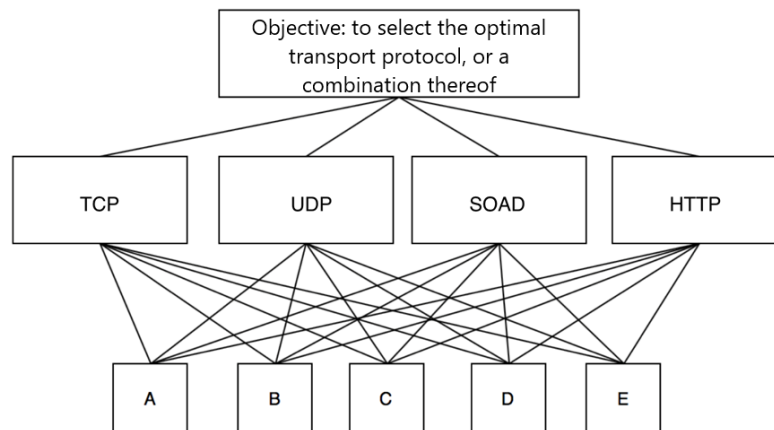 Objective: to select the optimal
transport protocol, or a
combination thereof
TCP
UDP
SOAD
HTTP
A
B
C
D
E